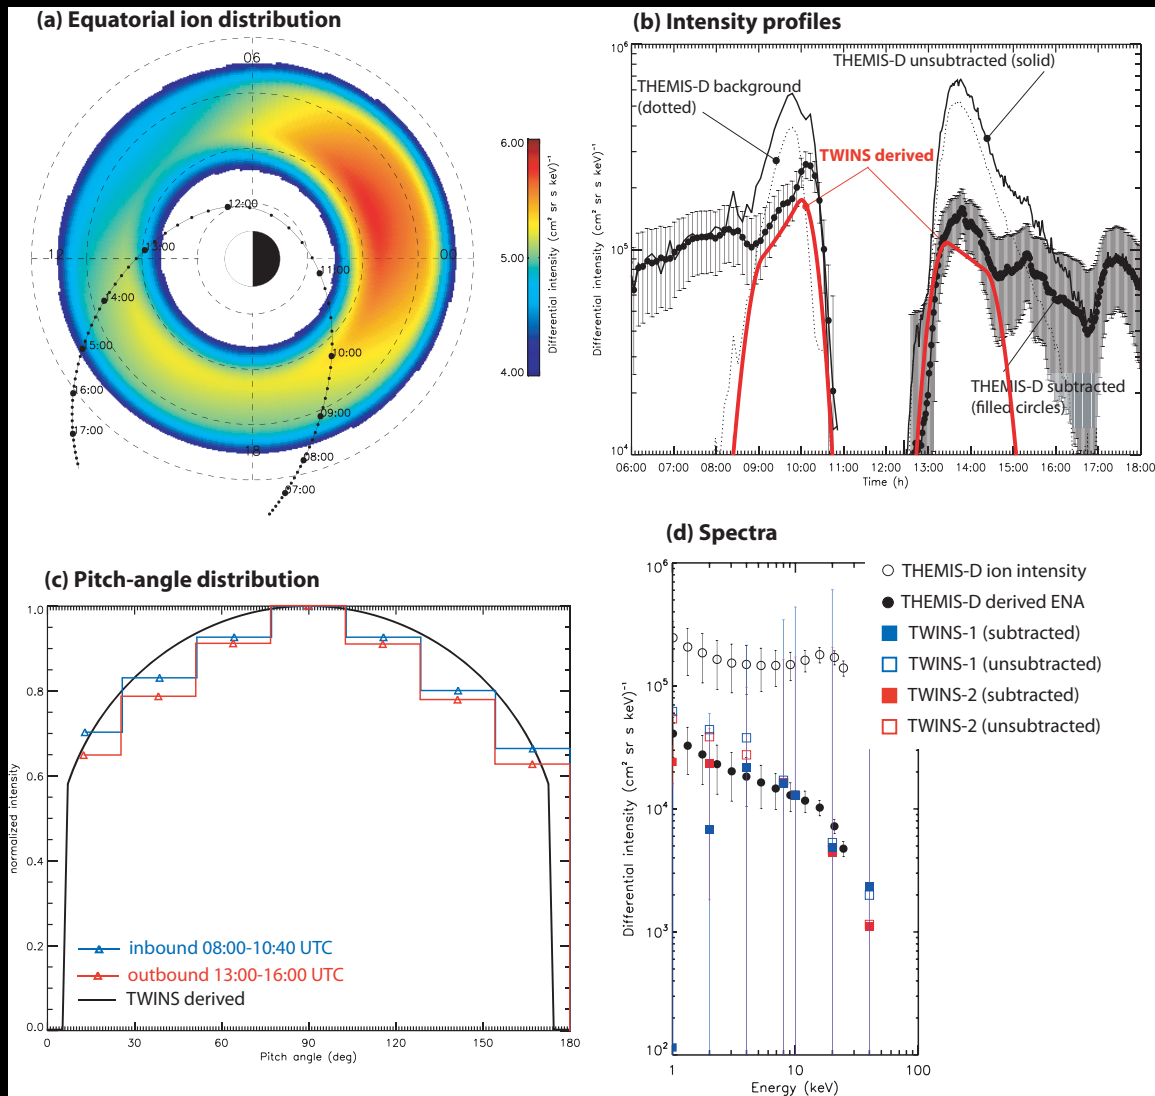 (a) Equatorial ion distribution
06
12
00
18
12:00
13:00
11:00
14:00
15:00
10:00
16:00
09:00
17:00
08:00
07:00
6.00
5.00
4.00
Differential intensity (cm² sr s keV)⁻¹
(b) Intensity profiles
10⁶
10⁵
10⁴
Differential intensity (cm² sr s keV)⁻¹
THEMIS-D unsubtracted (solid)
THEMIS-D background
(dotted)
TWINS derived
THEMIS-D subtracted
(filled circles)
06:00 07:00 08:00 09:00 10:00 11:00 12:00 13:00 14:00 15:00 16:00 17:00 18:00
Time (h)
(c) Pitch-angle distribution
1.0
0.8
0.6
0.4
0.2
0.0
normalized intensity
inbound 08:00-10:40 UTC
outbound 13:00-16:00 UTC
TWINS derived
0 30 60 90 120 150 180
Pitch angle (deg)
(d) Spectra
10⁶
10⁵
10⁴
10³
10²
Differential intensity (cm² sr s keV)⁻¹
1 10 100
Energy (keV)
THEMIS-D ion intensity
THEMIS-D derived ENA
TWINS-1 (subtracted)
TWINS-1 (unsubtracted)
TWINS-2 (subtracted)
TWINS-2 (unsubtracted)